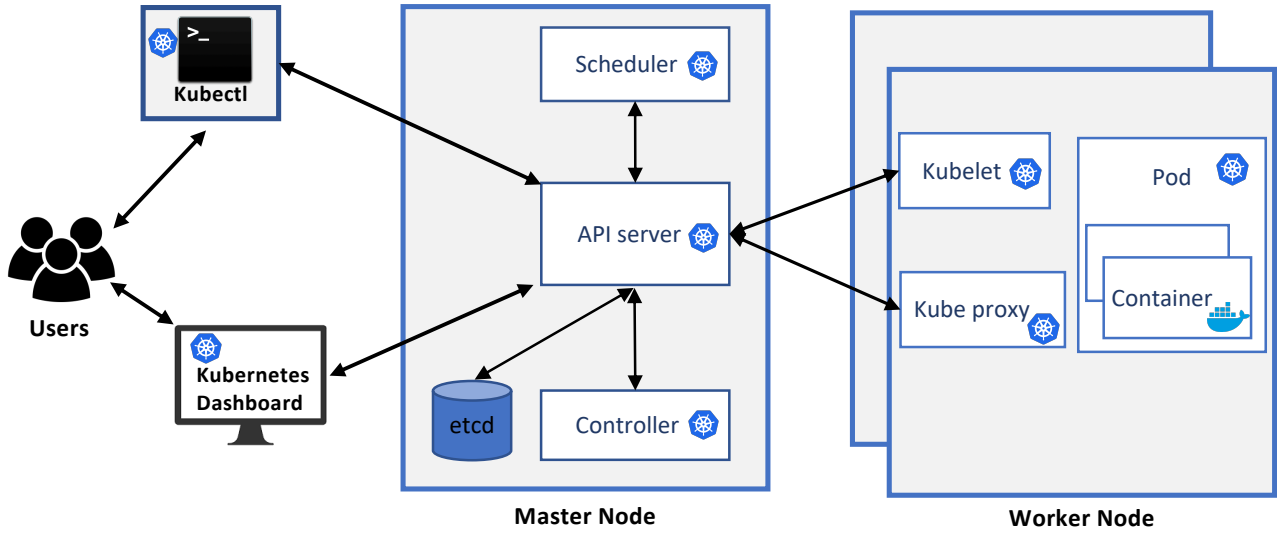 >_
Kubectl
Users
Kubernetes
Dashboard
Scheduler
API server
etcd
Controller
Master Node
Kubelet
Kube proxy
Pod
Container
Worker Node